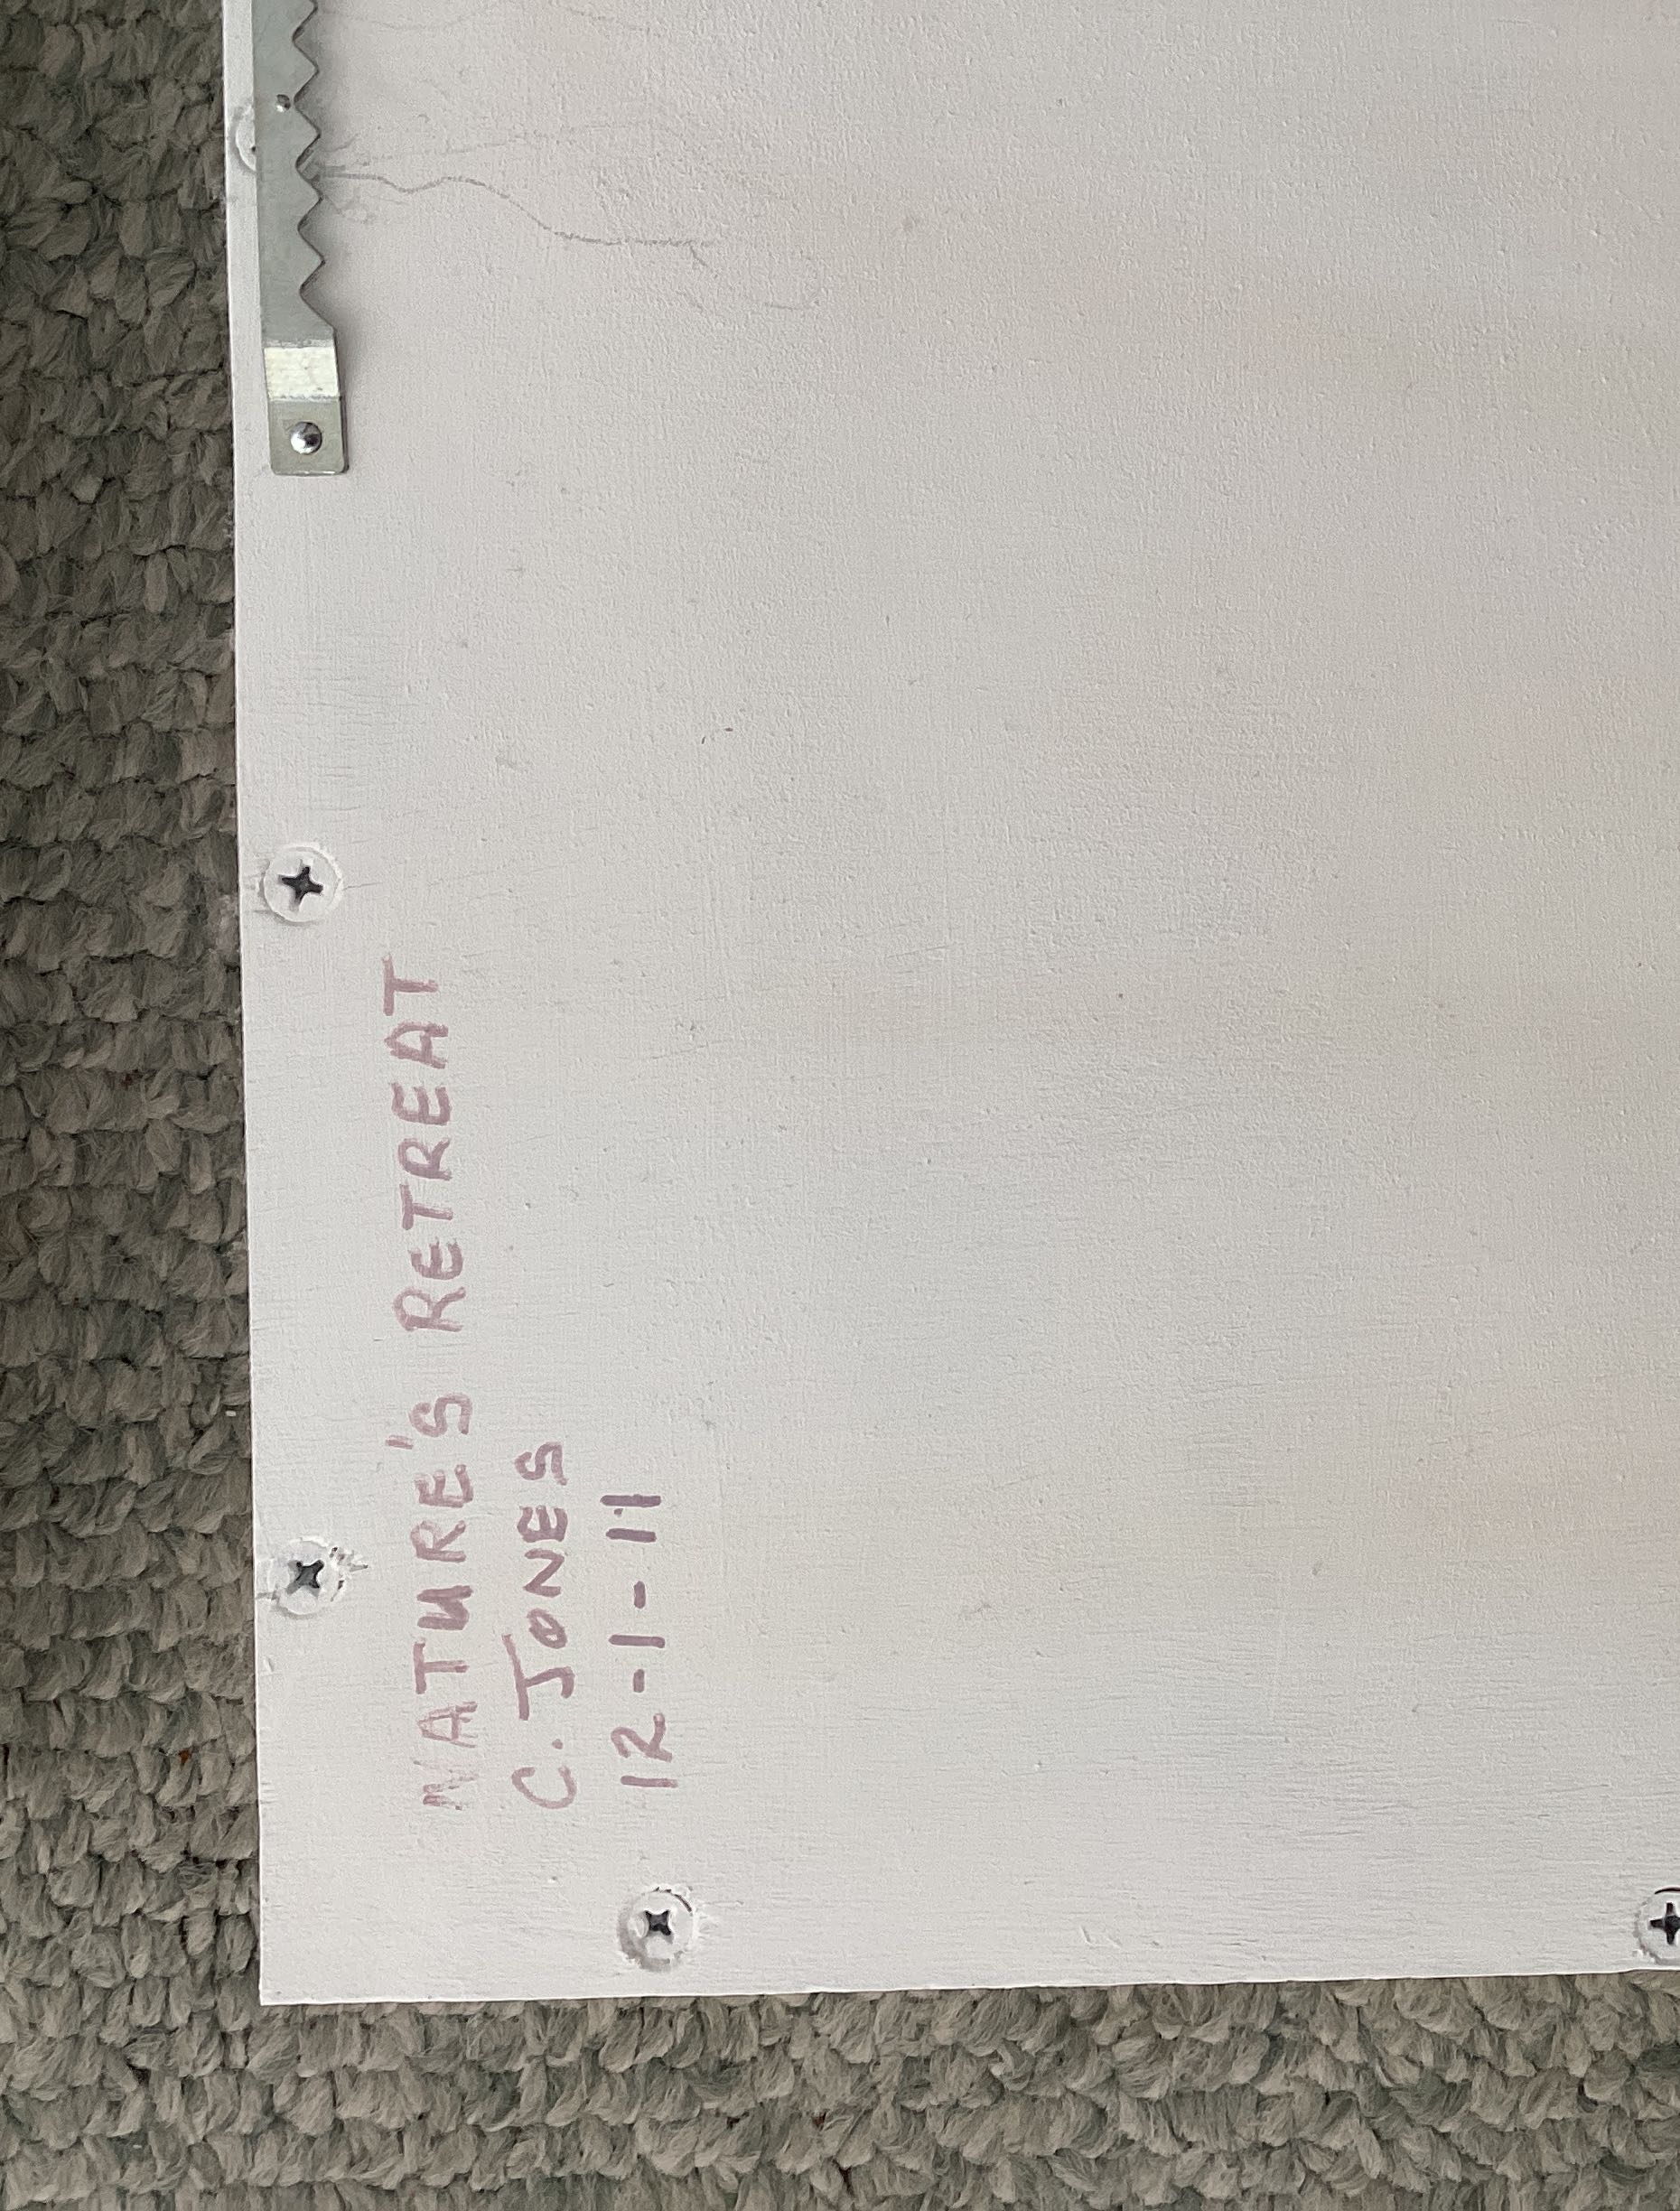 NATURE'S RETREAT
C. JONES
12-1-11